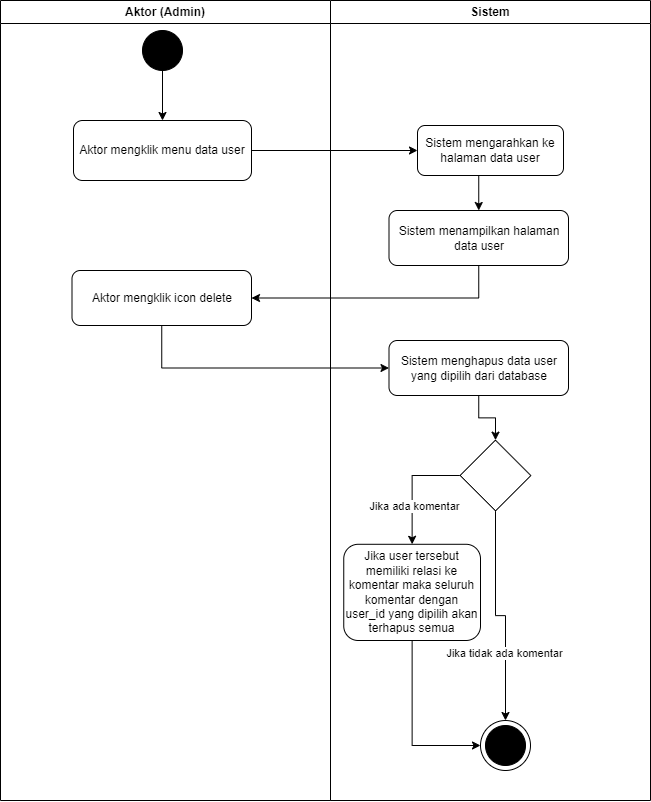 Aktor (Admin)
Sistem
Aktor mengklik menu data user
Sistem mengarahkan ke
halaman data user
Sistem menampilkan halaman
data user
Aktor mengklik icon delete
Sistem menghapus data user
yang dipilih dari database
Jika ada komentar
Jika user tersebut
memiliki relasi ke
komentar maka seluruh
komentar dengan
user_id yang dipilih akan
terhapus semua
Jika tidak ada komentar